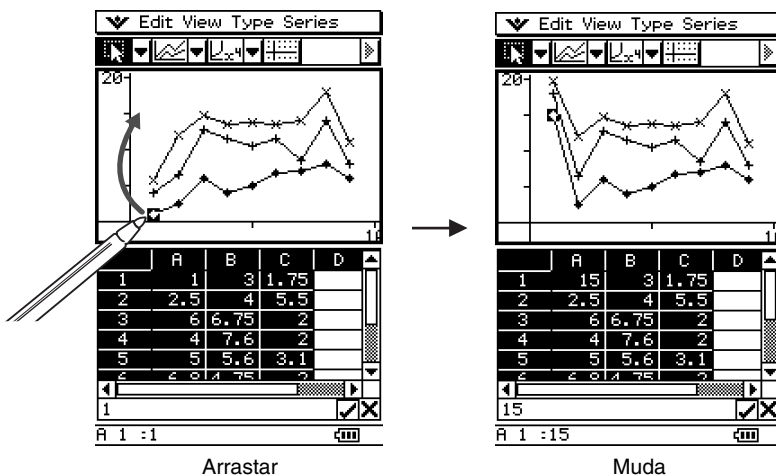 Edit View Type Series
20
10
A B C D
1 1 3 1.75
2 2.5 4 5.5
3 6 6.75 2
4 4 7.6 2
5 5 5.6 3.1
1
A 1 :1
Arrastar
Edit View Type Series
20
10
A B C D
1 15 3 1.75
2 2.5 4 5.5
3 6 6.75 2
4 4 7.6 2
5 5 5.6 3.1
15
A 1 :15
Muda